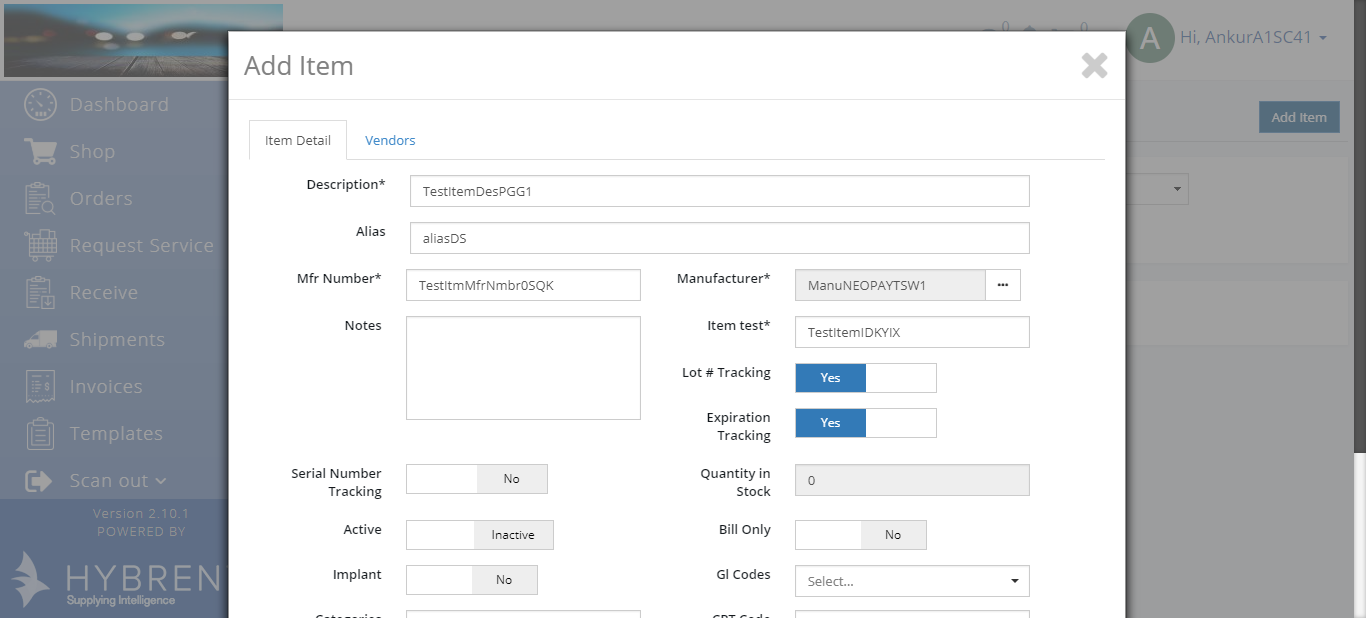 0
0
A
Hi, AnkurA1SC41
Add Item
Add Item
Dashboard
Shop
Orders
Request Service
Receive
Shipments
Invoices
Templates
Scan out
Version 2.10.1
POWERED BY
HYBREN
Supplying Intelligence
Item Detail
Vendors
Description*
TestItemDesPGG1
Alias
aliasDS
Mfr Number*
TestItmMfrNmbr0SQK
Manufacturer*
ManuNEOPAYTSW1
...
Notes
Item test*
TestItemIDKYIX
Lot # Tracking
Yes
Expiration
Tracking
Yes
Serial Number
Tracking
No
Quantity in
Stock
0
Active
Inactive
Bill Only
No
Implant
No
Gl Codes
Select...
Categories
CPT Code